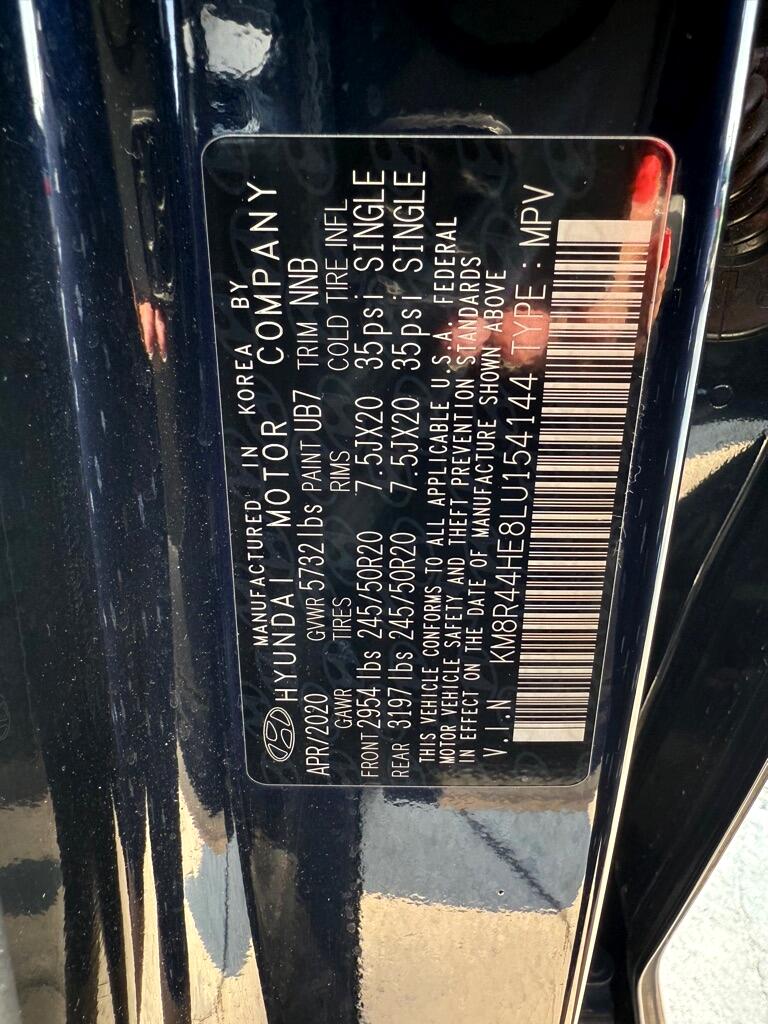 MANUFACTURED IN KOREA BY
HYUNDAI MOTOR COMPANY
APR/2020 GVWR 5732 lbs PAINT UB7 TRIM NNB
GAWR TIRES RIMS COLD TIRE INFL
FRONT 2954 lbs 245/50R20 7.5JX20 35psi SINGLE
REAR 3197 lbs 245/50R20 7.5JX20 35psi SINGLE
THIS VEHICLE CONFORMS TO ALL APPLICABLE U.S.A. FEDERAL
MOTOR VEHICLE SAFETY AND THEFT PREVENTION STANDARDS
IN EFFECT ON THE DATE OF MANUFACTURE SHOWN ABOVE
V.I.N KM8R44HE8LU154144 TYPE : MPV